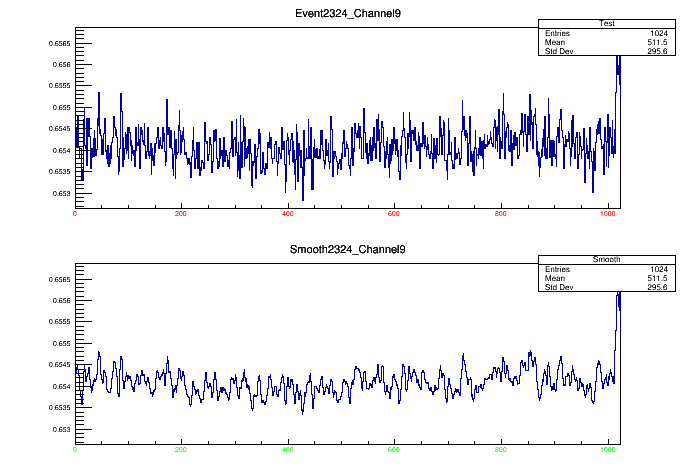 Event2324_Channel9
Test
Entries 1024
Mean 511.5
Std Dev 295.6
0.6565
0.656
0.6555
0.655
0.6545
0.654
0.6535
0.653
0 200 400 600 800 1000
Smooth2324_Channel9
Smooth
Entries 1024
Mean 511.5
Std Dev 295.6
0.6565
0.656
0.6555
0.655
0.6545
0.654
0.6535
0.653
0 200 400 600 800 1000